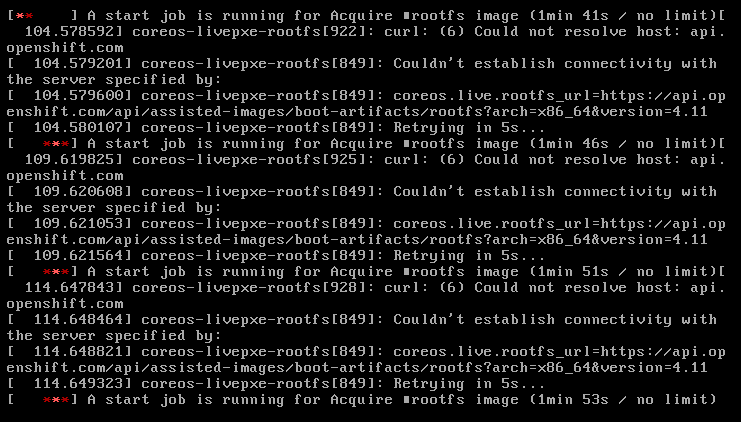 [**    ] A start job is running for Acquire ■rootfs image (1min 41s / no limit)[
  104.578592] coreos-livepxe-rootfs[922]: curl: (6) Could not resolve host: api.
openshift.com
[  104.579201] coreos-livepxe-rootfs[849]: Couldn't establish connectivity with
the server specified by:
[  104.579600] coreos-livepxe-rootfs[849]: coreos.live.rootfs_url=https://api.op
enshift.com/api/assisted-images/boot-artifacts/rootfs?arch=x86_64&version=4.11
[  104.580107] coreos-livepxe-rootfs[849]: Retrying in 5s...
[   ***] A start job is running for Acquire ■rootfs image (1min 46s / no limit)[
  109.619825] coreos-livepxe-rootfs[925]: curl: (6) Could not resolve host: api.
openshift.com
[  109.620608] coreos-livepxe-rootfs[849]: Couldn't establish connectivity with
the server specified by:
[  109.621053] coreos-livepxe-rootfs[849]: coreos.live.rootfs_url=https://api.op
enshift.com/api/assisted-images/boot-artifacts/rootfs?arch=x86_64&version=4.11
[  109.621564] coreos-livepxe-rootfs[849]: Retrying in 5s...
[   ***] A start job is running for Acquire ■rootfs image (1min 51s / no limit)[
  114.647843] coreos-livepxe-rootfs[928]: curl: (6) Could not resolve host: api.
openshift.com
[  114.648464] coreos-livepxe-rootfs[849]: Couldn't establish connectivity with
the server specified by:
[  114.648821] coreos-livepxe-rootfs[849]: coreos.live.rootfs_url=https://api.op
enshift.com/api/assisted-images/boot-artifacts/rootfs?arch=x86_64&version=4.11
[  114.649323] coreos-livepxe-rootfs[849]: Retrying in 5s...
[   ***] A start job is running for Acquire ■rootfs image (1min 53s / no limit)